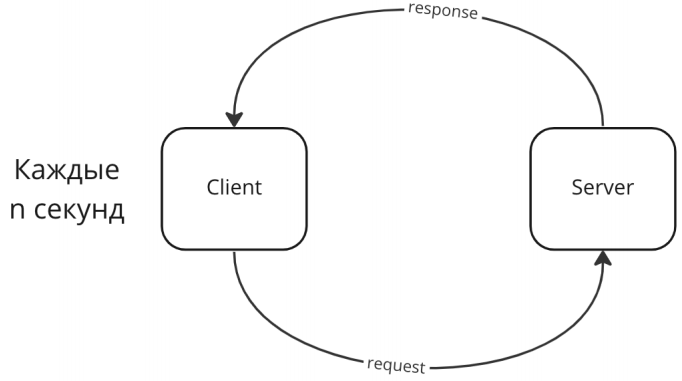 response
Каждые
n секунд
Client
Server
request